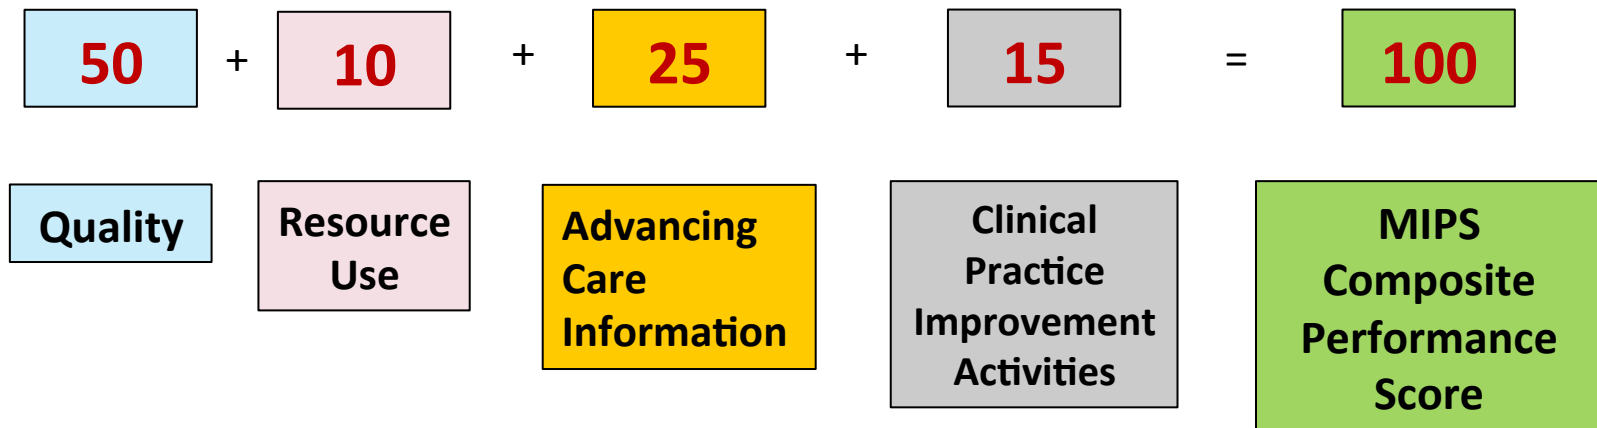 50 + 10 + 25 + 15 = 100
Quality
Resource
Use
Advancing
Care
Information
Clinical
Practice
Improvement
Activities
MIPS
Composite
Performance
Score